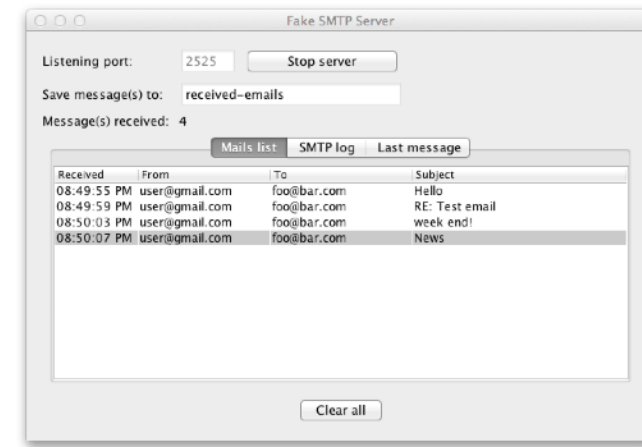 Fake SMTP Server
Listening port: 2525 Stop server
Save message(s) to: received-emails
Message(s) received: 4
Mails list SMTP log Last message
Received From To Subject
08:49:55 PM user@gmail.com foo@bar.com Hello
08:49:59 PM user@gmail.com foo@bar.com RE: Test email
08:50:03 PM user@gmail.com foo@bar.com week end!
08:50:07 PM user@gmail.com foo@bar.com News
Clear all